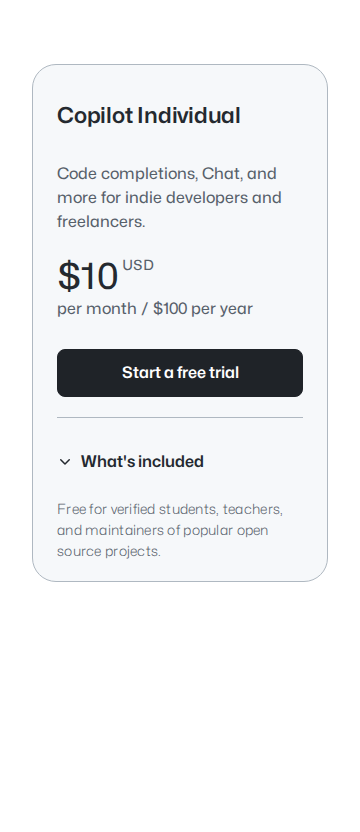 Copilot Individual
Code completions, Chat, and
more for indie developers and
freelancers.
$10 USD
per month / $100 per year
Start a free trial
What's included
Free for verified students, teachers,
and maintainers of popular open
source projects.